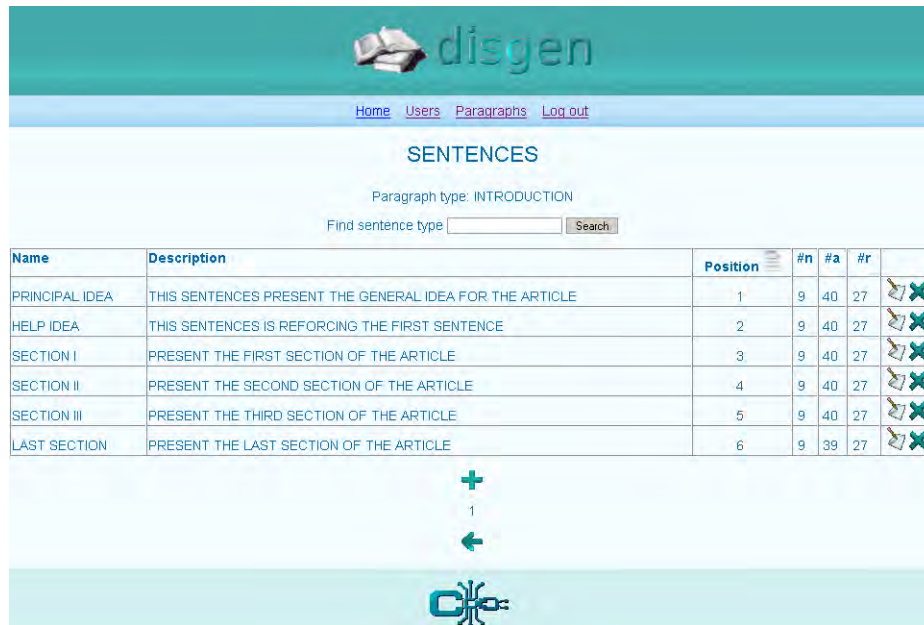 disgen
Home Users Paragraphs Log out
SENTENCES
Paragraph type: INTRODUCTION
Find sentence type Search
Name Description Position #n #a #r
PRINCIPAL IDEA THIS SENTENCES PRESENT THE GENERAL IDEA FOR THE ARTICLE 1 9 40 27
HELP IDEA THIS SENTENCES IS REFORCING THE FIRST SENTENCE 2 9 40 27
SECTION I PRESENT THE FIRST SECTION OF THE ARTICLE 3 9 40 27
SECTION II PRESENT THE SECOND SECTION OF THE ARTICLE 4 9 40 27
SECTION III PRESENT THE THIRD SECTION OF THE ARTICLE 5 9 40 27
LAST SECTION PRESENT THE LAST SECTION OF THE ARTICLE 6 9 39 27
1